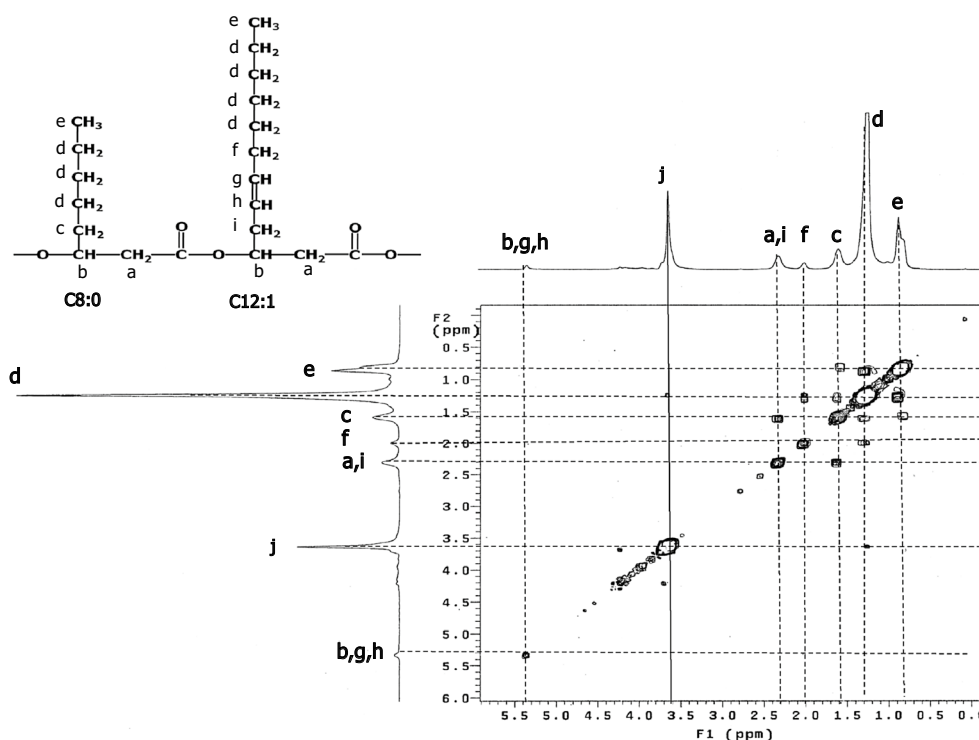 e CH₃
d CH₂
d CH₂
d CH₂
d CH₂
f CH₂
g CH
h CH
i CH₂
e CH₃
d CH₂
d CH₂
d CH₂
c CH₂
O CH CH₂ C O CH CH₂ C O
O O
b a b a
C8:0 C12:1
d
j
e
b,g,h a,i f c
F2
(ppm)
0.5
1.0
1.5
2.0
2.5
3.0
3.5
4.0
4.5
5.0
5.5
6.0
d
e
c
f
a,i
j
b,g,h
5.5 5.0 4.5 4.0 3.5 3.0 2.5 2.0 1.5 1.0 0.5 0.0
F1 (ppm)